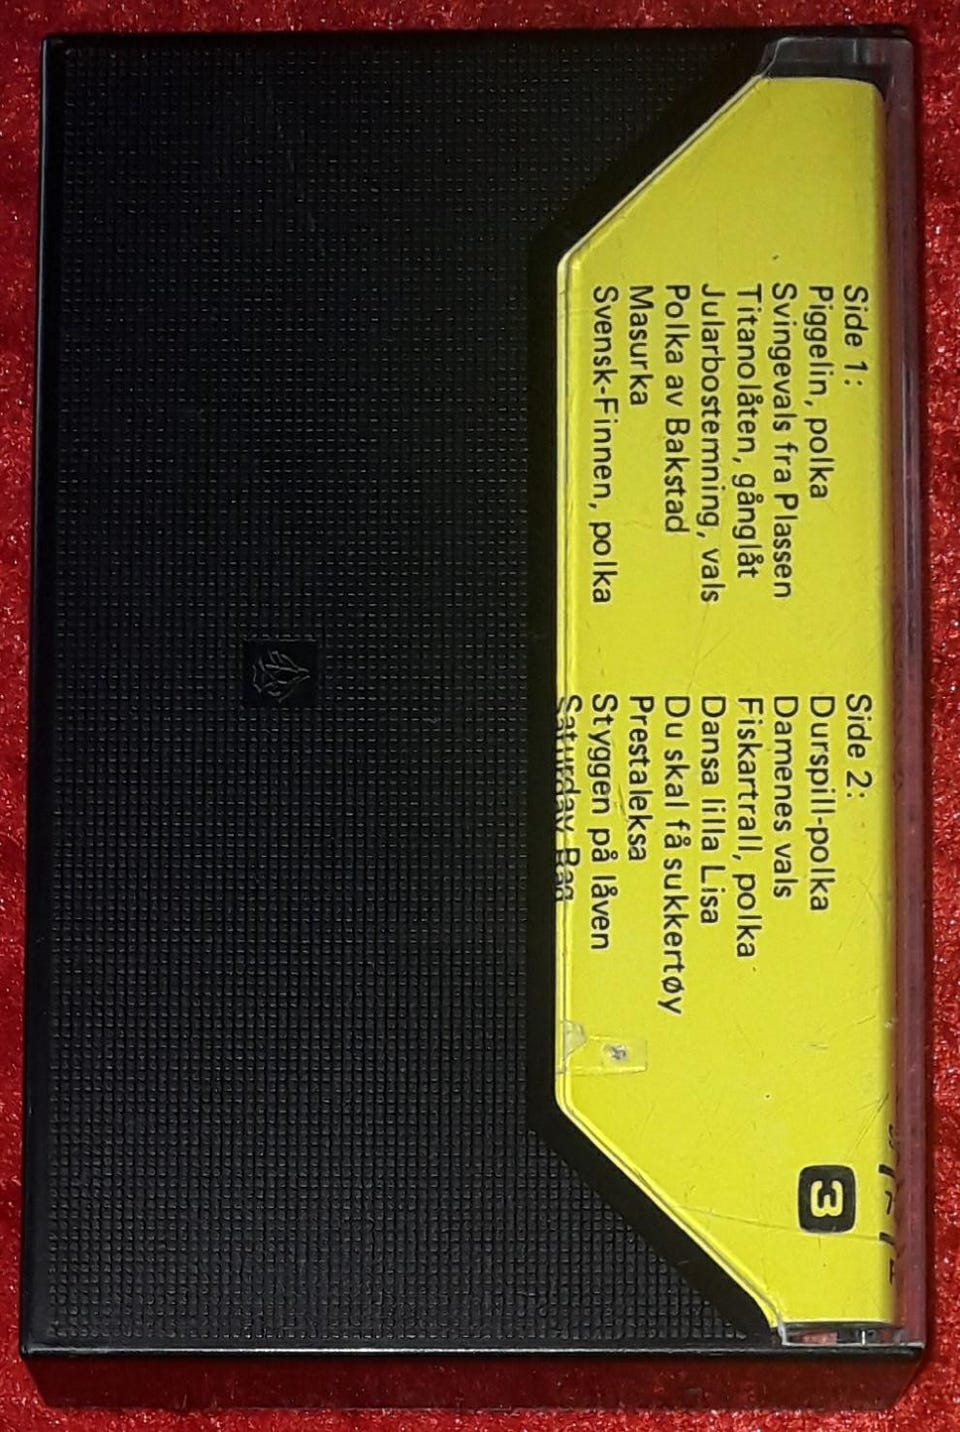 Side 1:
Piggelin, polka
Svingevals fra Plassen
Titanolåten, gånglåt
Jularbostemning, vals
Polka av Bakstad
Masurka
Svensk-Finnen, polka
Side 2:
Durspill-polka
Damenes vals
Fiskartrall, polka
Dansa lilla Lisa
Du skal få sukkertøy
Prestaleksa
Styggen på låven
Saturday Rag
3